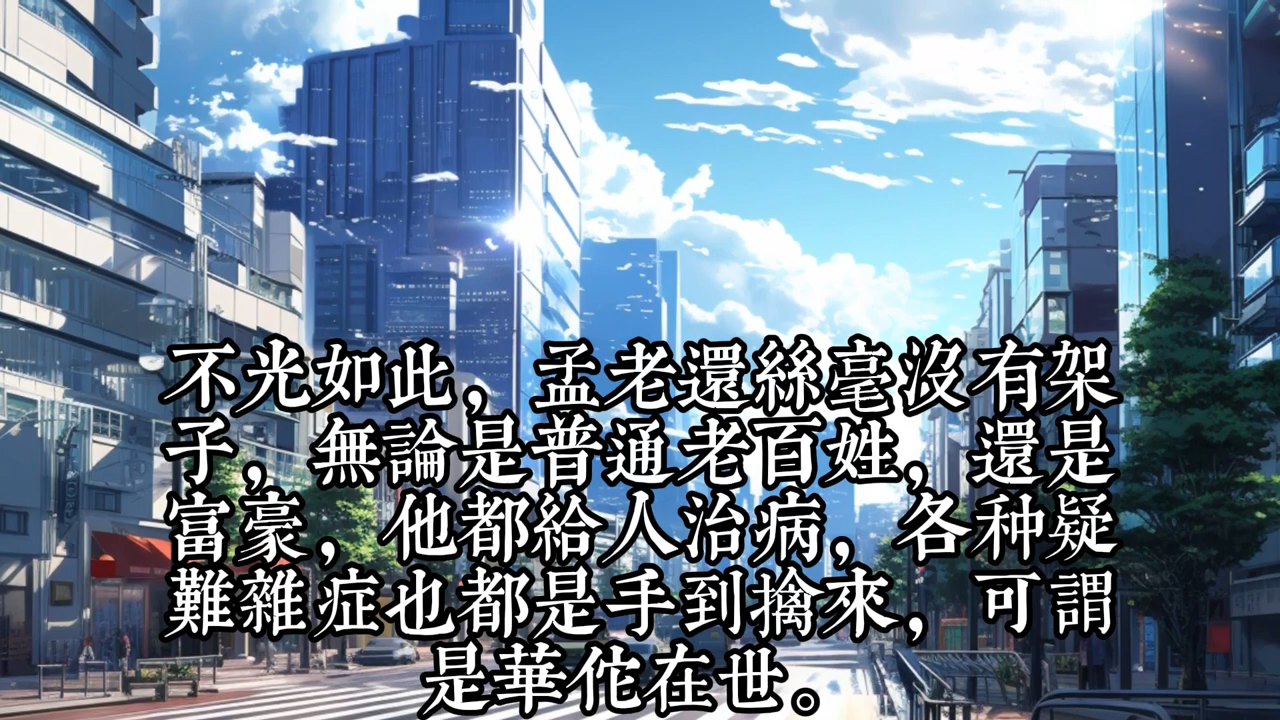 不光如此，孟老還絲毫沒有架
子，無論是普通老百姓，還是
富豪，他都給人治病，各种疑
難雜症也都是手到擒來，可謂
是華佗在世。